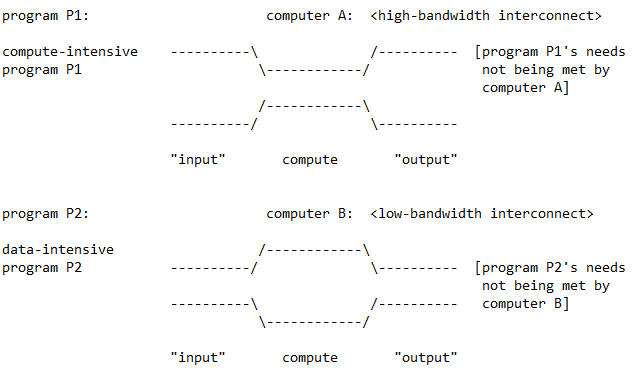 program P1: computer A: <high-bandwidth interconnect>
compute-intensive ----------\ /---------- [program P1's needs
program P1 \------------/ not being met by
computer A]
/------------\
----------/ \----------
"input" compute "output"
program P2: computer B: <low-bandwidth interconnect>
data-intensive /------------\
program P2 ----------/ \---------- [program P2's needs
not being met by
----------\ /---------- computer B]
\------------/
"input" compute "output"